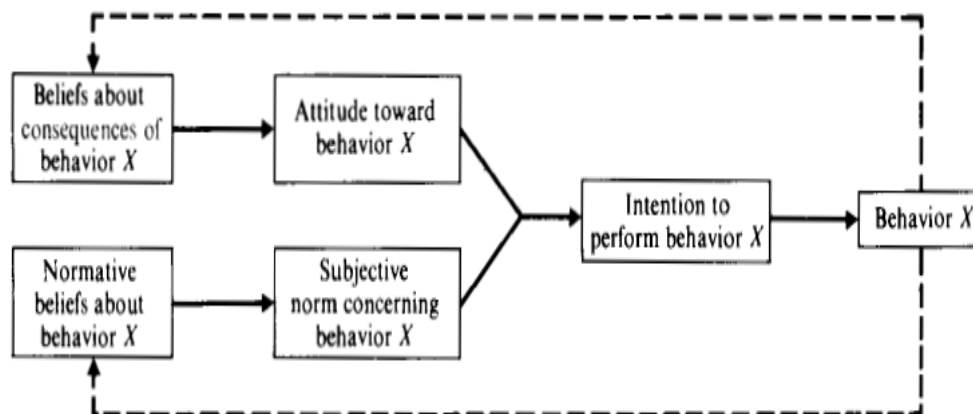 Beliefs about
consequences of
behavior X
Attitude toward
behavior X
Normative
beliefs about
behavior X
Subjective
norm concerning
behavior X
Intention to
perform behavior X
Behavior X